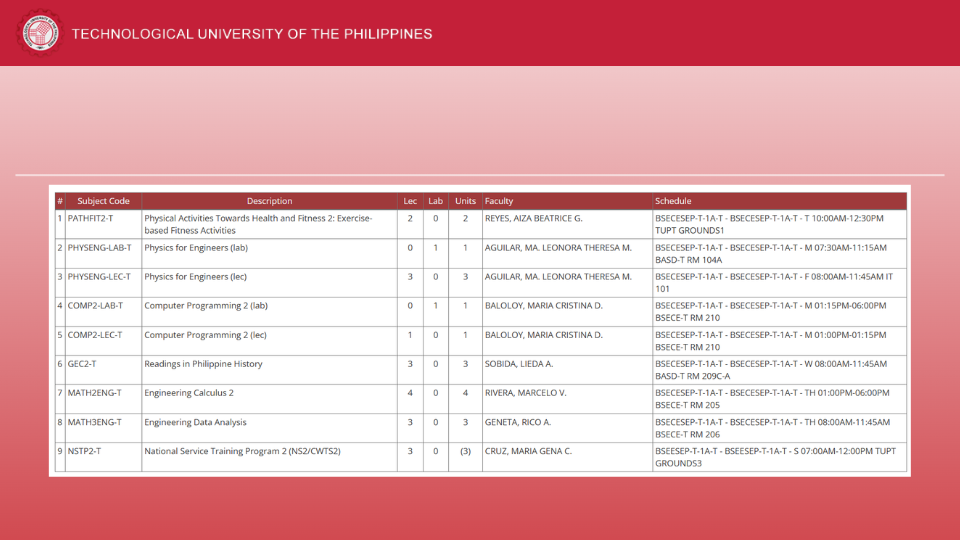 TECHNOLOGICAL UNIVERSITY OF THE PHILIPPINES
# Subject Code Description Lec Lab Units Faculty Schedule
1 PATHFIT2-T Physical Activities Towards Health and Fitness 2: Exercise- 2 0 2 REYES, AIZA BEATRICE G. BSECESEP-T-1A-T - BSECESEP-T-1A-T - T 10:00AM-12:30PM
based Fitness Activities TUPT GROUNDS1
2 PHYSENG-LAB-T Physics for Engineers (lab) 0 1 1 AGUILAR, MA. LEONORA THERESA M. BSECESEP-T-1A-T - BSECESEP-T-1A-T - M 07:30AM-11:15AM
BASD-T RM 104A
3 PHYSENG-LEC-T Physics for Engineers (lec) 3 0 3 AGUILAR, MA. LEONORA THERESA M. BSECESEP-T-1A-T - BSECESEP-T-1A-T - F 08:00AM-11:45AM IT
101
4 COMP2-LAB-T Computer Programming 2 (lab) 0 1 1 BALOLOY, MARIA CRISTINA D. BSECESEP-T-1A-T - BSECESEP-T-1A-T - M 01:15PM-06:00PM
BSECE-T RM 210
5 COMP2-LEC-T Computer Programming 2 (lec) 1 0 1 BALOLOY, MARIA CRISTINA D. BSECESEP-T-1A-T - BSECESEP-T-1A-T - M 01:00PM-01:15PM
BSECE-T RM 210
6 GEC2-T Readings in Philippine History 3 0 3 SOBIDA, LIEDA A. BSECESEP-T-1A-T - BSECESEP-T-1A-T - W 08:00AM-11:45AM
BASD-T RM 209C-A
7 MATH2ENG-T Engineering Calculus 2 4 0 4 RIVERA, MARCELO V. BSECESEP-T-1A-T - BSECESEP-T-1A-T - TH 01:00PM-06:00PM
BSECE-T RM 205
8 MATH3ENG-T Engineering Data Analysis 3 0 3 GENETA, RICO A. BSECESEP-T-1A-T - BSECESEP-T-1A-T - TH 08:00AM-11:45AM
BSECE-T RM 206
9 NSTP2-T National Service Training Program 2 (NS2/CWTS2) 3 0 (3) CRUZ, MARIA GENA C. BSEESEP-T-1A-T - BSEESEP-T-1A-T - S 07:00AM-12:00PM TUPT
GROUNDS3